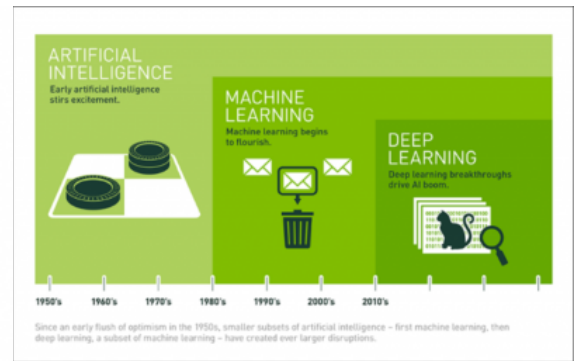 ARTIFICIAL
INTELLIGENCE
Early artificial intelligence
stirs excitement.
MACHINE
LEARNING
Machine learning begins
to flourish.
DEEP
LEARNING
Deep learning breakthroughs
drive AI boom.
1950's 1960's 1970's 1980's 1990's 2000's 2010's
Since an early flush of optimism in the 1950s, smaller subsets of artificial intelligence – first machine learning, then
deep learning, a subset of machine learning – have created ever larger disruptions.